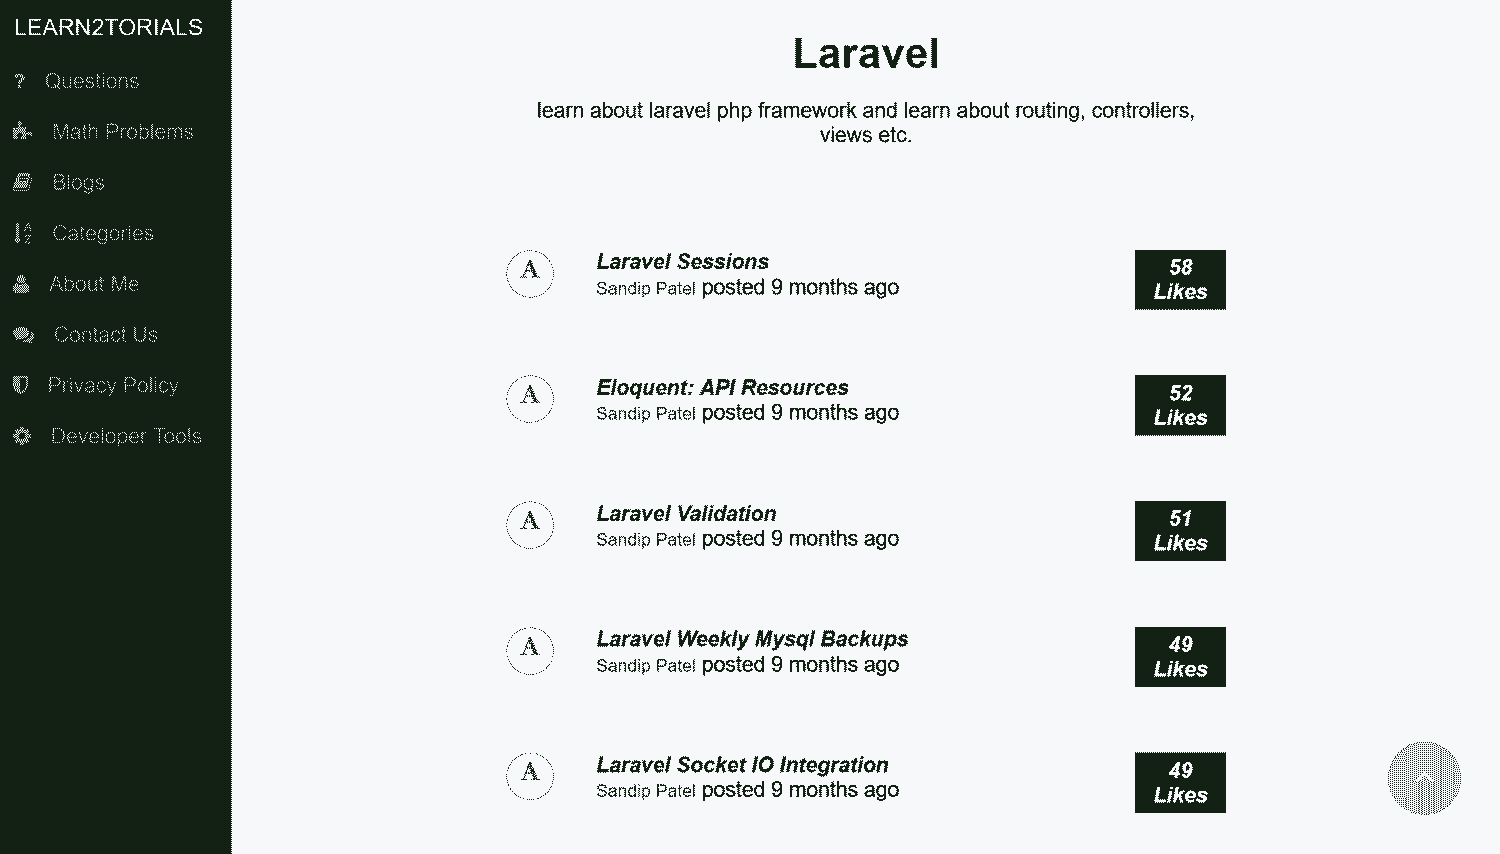 LEARN2TORIALS
Questions
Math Problems
Blogs
Categories
About Me
Contact Us
Privacy Policy
Developer Tools
Laravel
learn about laravel php framework and learn about routing, controllers,
views etc.
A
Laravel Sessions
Sandip Patel posted 9 months ago
58
Likes
A
Eloquent: API Resources
Sandip Patel posted 9 months ago
52
Likes
A
Laravel Validation
Sandip Patel posted 9 months ago
51
Likes
A
Laravel Weekly Mysql Backups
Sandip Patel posted 9 months ago
49
Likes
A
Laravel Socket IO Integration
Sandip Patel posted 9 months ago
49
Likes